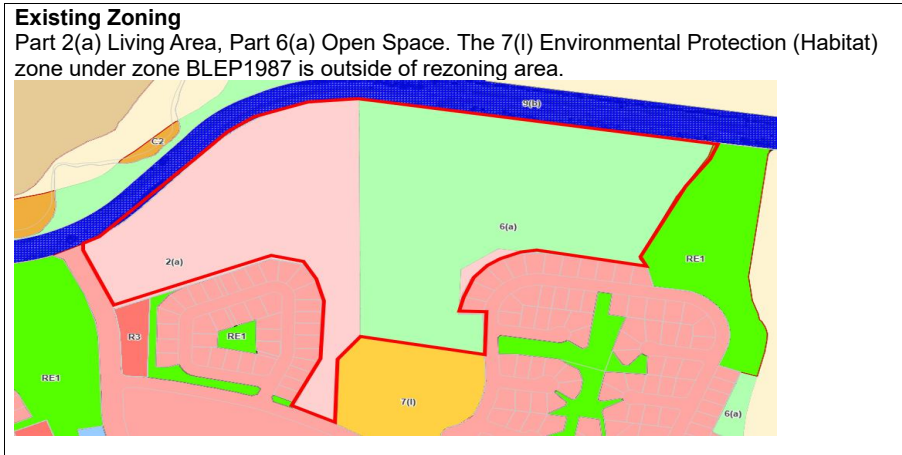 Existing Zoning
Part 2(a) Living Area, Part 6(a) Open Space. The 7(l) Environmental Protection (Habitat)
zone under zone BLEP1987 is outside of rezoning area.
9(B)
C2
6(a)
2(a)
RE1
R3
RE1
RE1
7(l)
6(a)